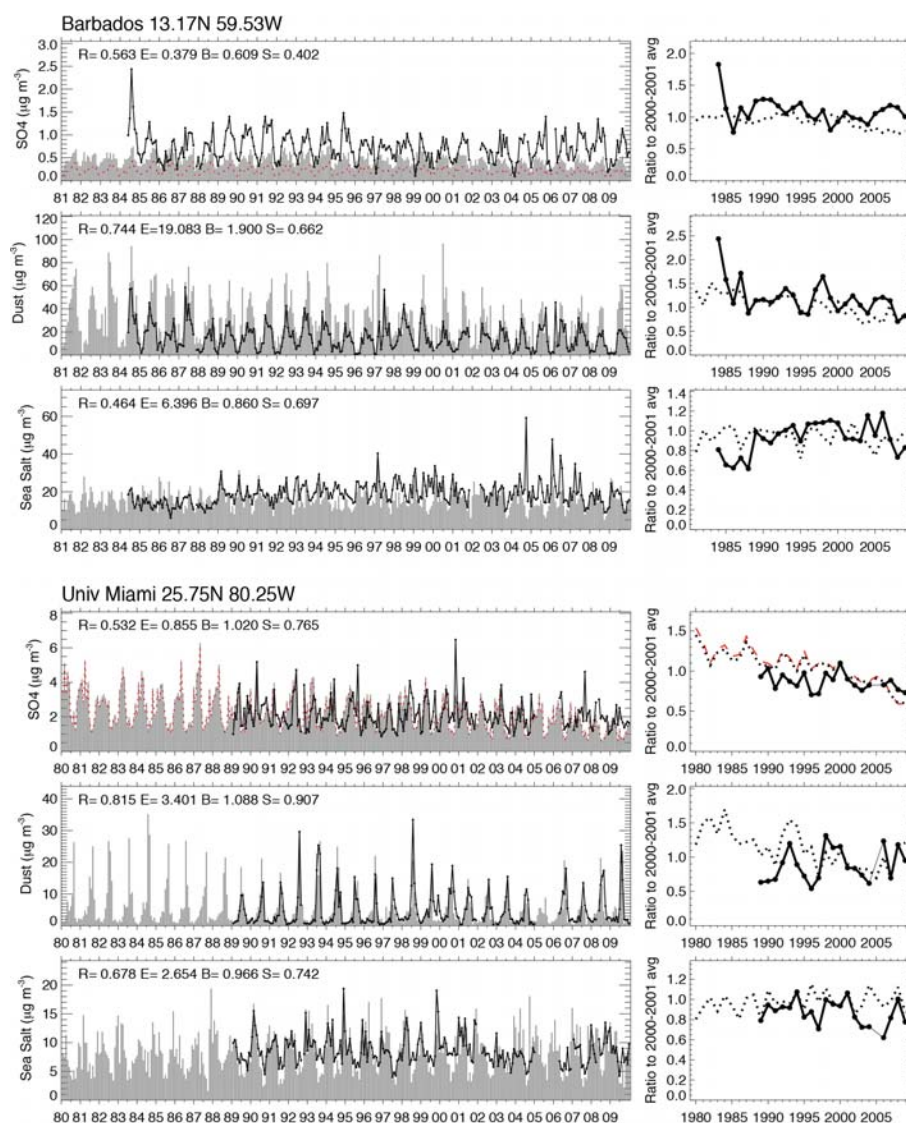 Barbados 13.17N 59.53W
SO4 (μg m-3)
3.0
2.5
2.0
1.5
1.0
0.5
0.0
R= 0.563 E= 0.379 B= 0.609 S= 0.402
81 82 83 84 85 86 87 88 89 90 91 92 93 94 95 96 97 98 99 00 01 02 03 04 05 06 07 08 09
Ratio to 2000-2001 avg
2.0
1.5
1.0
0.5
0.0
1985 1990 1995 2000 2005
Dust (μg m-3)
120
100
80
60
40
20
0
R= 0.744 E=19.083 B= 1.900 S= 0.662
81 82 83 84 85 86 87 88 89 90 91 92 93 94 95 96 97 98 99 00 01 02 03 04 05 06 07 08 09
Ratio to 2000-2001 avg
2.5
2.0
1.5
1.0
0.5
0.0
1985 1990 1995 2000 2005
Sea Salt (μg m-3)
60
40
20
0
R= 0.464 E= 6.396 B= 0.860 S= 0.697
81 82 83 84 85 86 87 88 89 90 91 92 93 94 95 96 97 98 99 00 01 02 03 04 05 06 07 08 09
Ratio to 2000-2001 avg
1.4
1.2
1.0
0.8
0.6
0.4
0.2
0.0
1985 1990 1995 2000 2005
Univ Miami 25.75N 80.25W
SO4 (μg m-3)
8
6
4
2
0
R= 0.532 E= 0.855 B= 1.020 S= 0.765
80 81 82 83 84 85 86 87 88 89 90 91 92 93 94 95 96 97 98 99 00 01 02 03 04 05 06 07 08 09
Ratio to 2000-2001 avg
1.5
1.0
0.5
0.0
1980 1985 1990 1995 2000 2005
Dust (μg m-3)
40
30
20
10
0
R= 0.815 E= 3.401 B= 1.088 S= 0.907
80 81 82 83 84 85 86 87 88 89 90 91 92 93 94 95 96 97 98 99 00 01 02 03 04 05 06 07 08 09
Ratio to 2000-2001 avg
2.0
1.5
1.0
0.5
0.0
1980 1985 1990 1995 2000 2005
Sea Salt (μg m-3)
20
15
10
5
0
R= 0.678 E= 2.654 B= 0.966 S= 0.742
80 81 82 83 84 85 86 87 88 89 90 91 92 93 94 95 96 97 98 99 00 01 02 03 04 05 06 07 08 09
Ratio to 2000-2001 avg
1.2
1.0
0.8
0.6
0.4
0.2
0.0
1980 1985 1990 1995 2000 2005